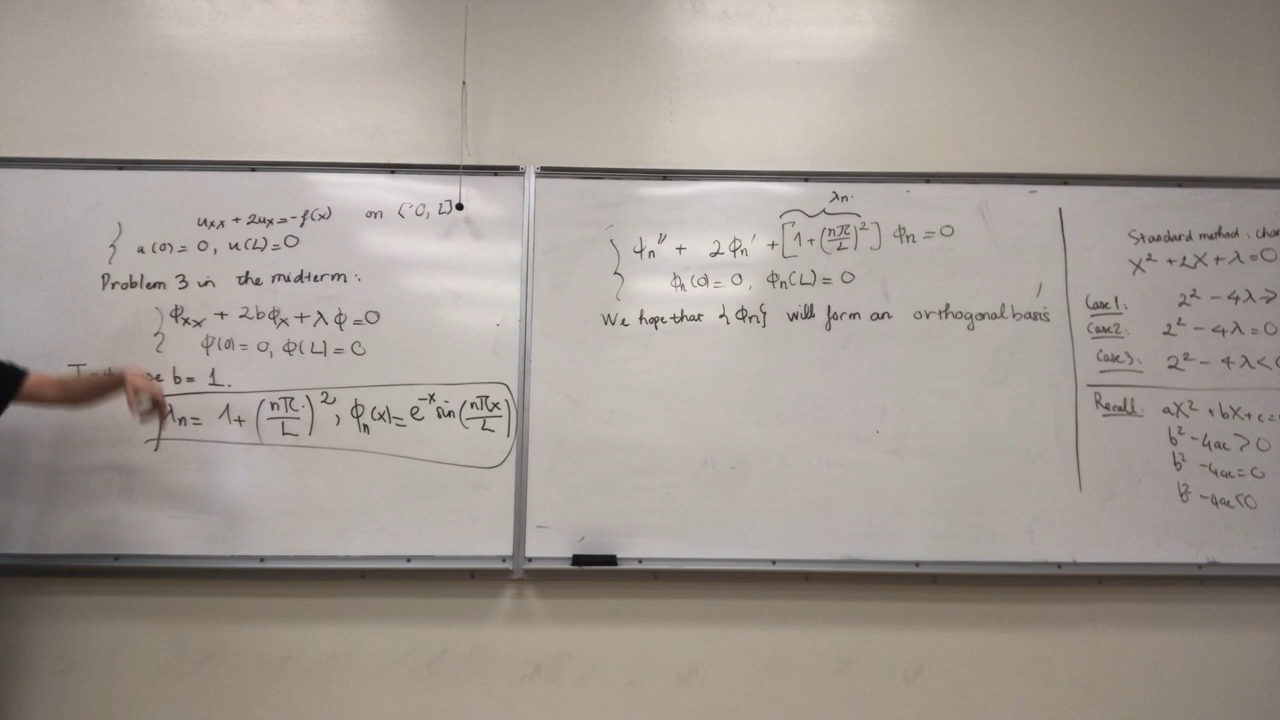 uxx + 2ux = -f(x) on [0, L]
u(0) = 0, u(L) = 0
Problem 3 in the midterm:
ϕxx + 2bϕx + λϕ = 0
ϕ(0) = 0, ϕ(L) = 0
b = 1.
λn = 1 + (nπ/L)², ϕn(x) = e^-x sin(nπx/L)
λn.
ϕn'' + 2ϕn' + [1 + (nπ/L)²] ϕn = 0
ϕn(0) = 0, ϕn(L) = 0
We hope that {ϕn} will form an orthogonal basis
Standard method:
X² + 2X + λ = 0
Case 1: 2² - 4λ >
Case 2: 2² - 4λ = 0
Case 3: 2² - 4λ <
Recall: aX² + bX + c =
b² - 4ac > 0
b² - 4ac = 0
b² - 4ac < 0